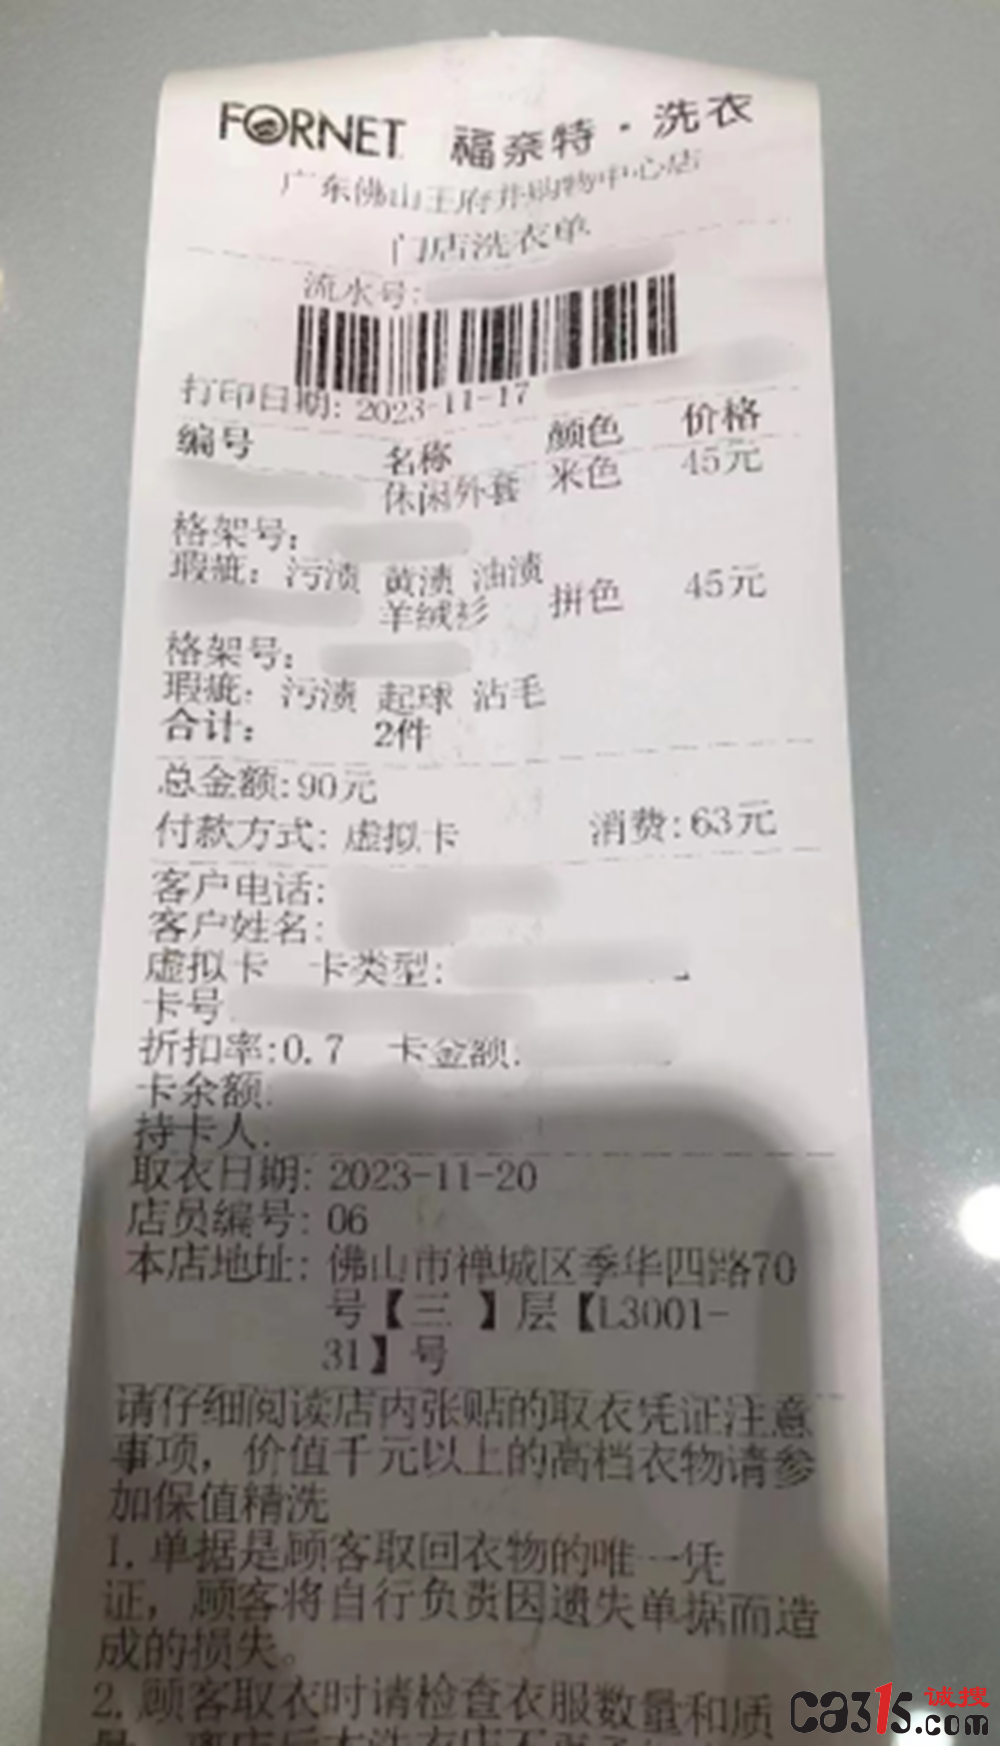 FORNET 福奈特·洗衣
广东佛山王府井购物中心店
门店洗衣单
流水号:
打印日期: 2023-11-17
编号 名称 颜色 价格
休闲外套 米色 45元
格架号:
瑕疵: 污渍 黄渍 油渍
羊绒衫 拼色 45元
格架号:
瑕疵: 污渍 起球 沾毛
合计: 2件
总金额:90元
付款方式: 虚拟卡 消费:63元
客户电话:
客户姓名:
虚拟卡 卡类型:
卡号
折扣率:0.7 卡金额:
卡余额:
持卡人:
取衣日期: 2023-11-20
店员编号: 06
本店地址: 佛山市禅城区季华四路70
号【三 】层【L3001-
31】号
请仔细阅读店内张贴的取衣凭证注意
事项，价值千元以上的高档衣物请参
加保值精洗
1. 单据是顾客取回衣物的唯一凭
证，顾客将自行负责因遗失单据而造
成的损失。
2. 顾客取衣时请检查衣服数量和质
ca315.com 诚搜